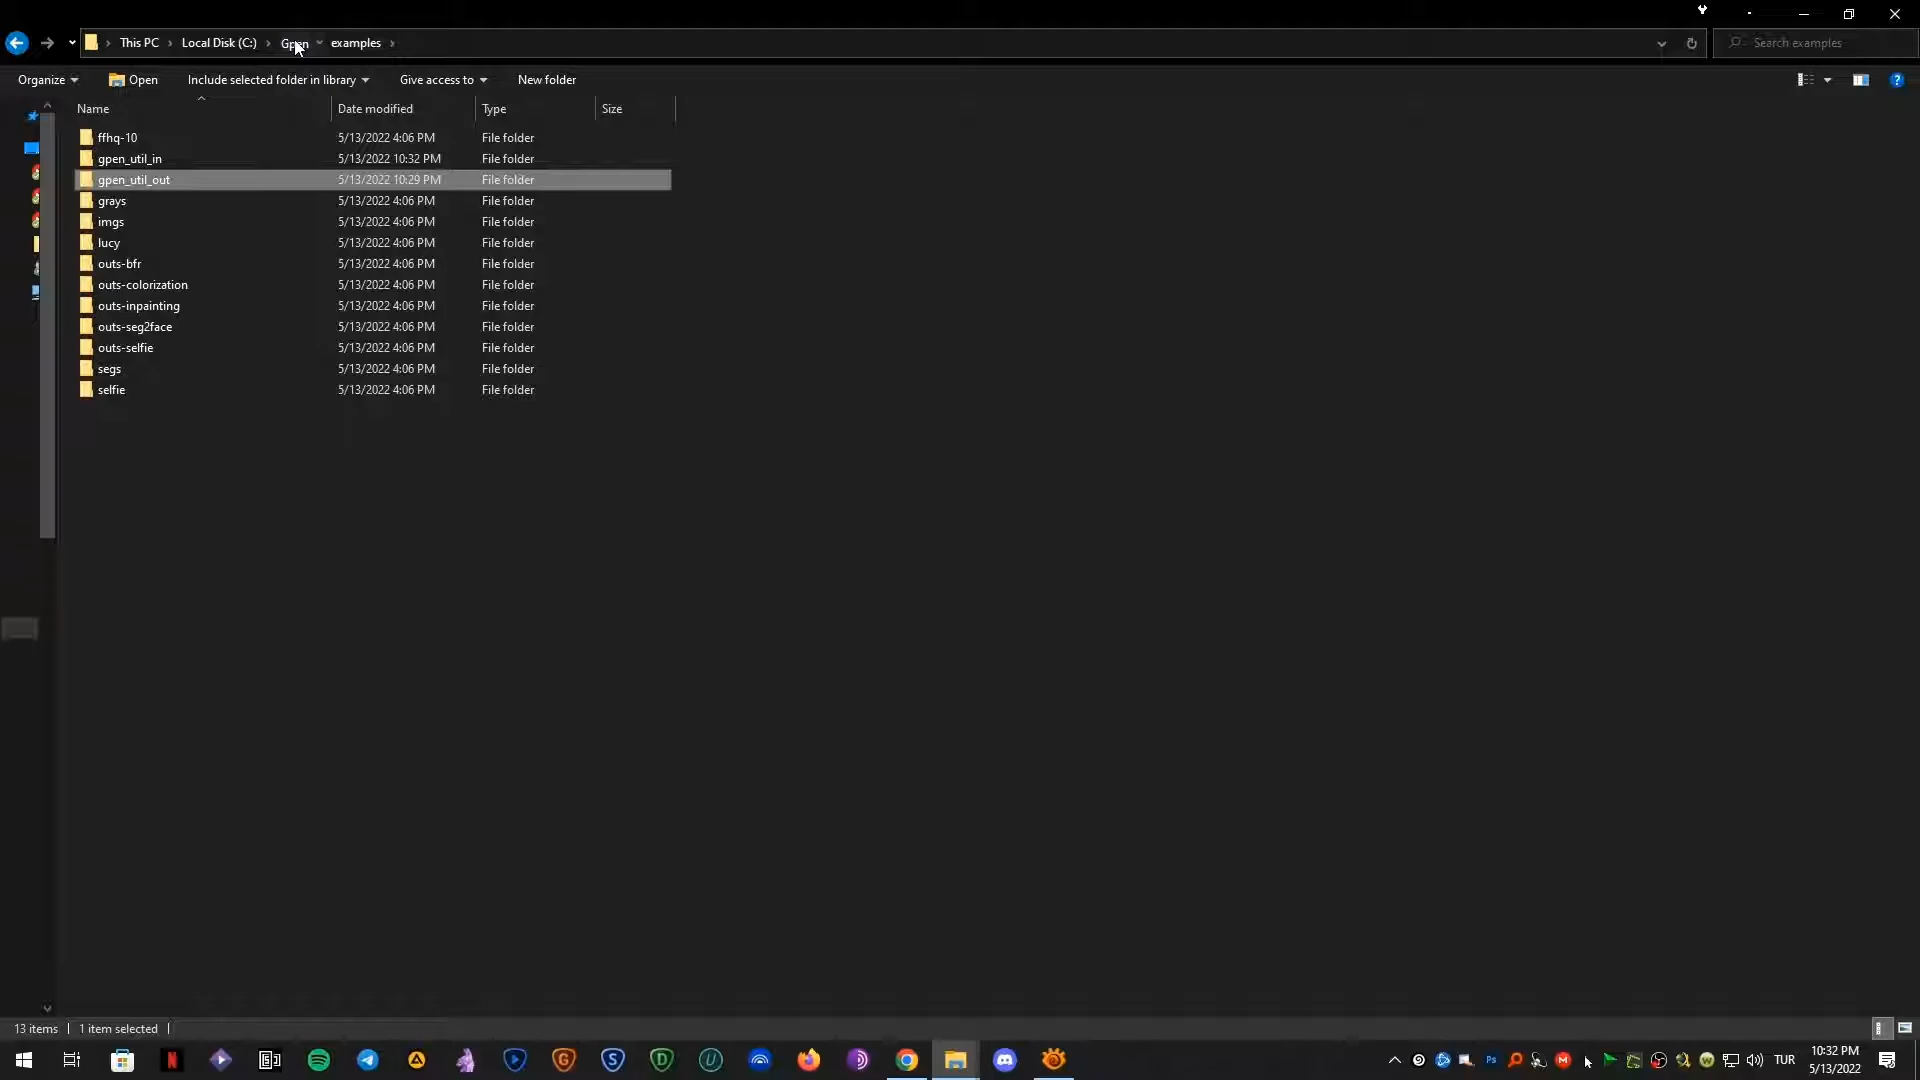 This PC > Local Disk (C:) > Gpen examples >
Search examples
Organize Open Include selected folder in library Give access to New folder
Name Date modified Type Size
ffhq-10 5/13/2022 4:06 PM File folder
gpen_util_in 5/13/2022 10:32 PM File folder
gpen_util_out 5/13/2022 10:29 PM File folder
grays 5/13/2022 4:06 PM File folder
imgs 5/13/2022 4:06 PM File folder
lucy 5/13/2022 4:06 PM File folder
outs-bfr 5/13/2022 4:06 PM File folder
outs-colorization 5/13/2022 4:06 PM File folder
outs-inpainting 5/13/2022 4:06 PM File folder
outs-seg2face 5/13/2022 4:06 PM File folder
outs-selfie 5/13/2022 4:06 PM File folder
segs 5/13/2022 4:06 PM File folder
selfie 5/13/2022 4:06 PM File folder
13 items | 1 item selected |
TUR
10:32 PM
5/13/2022